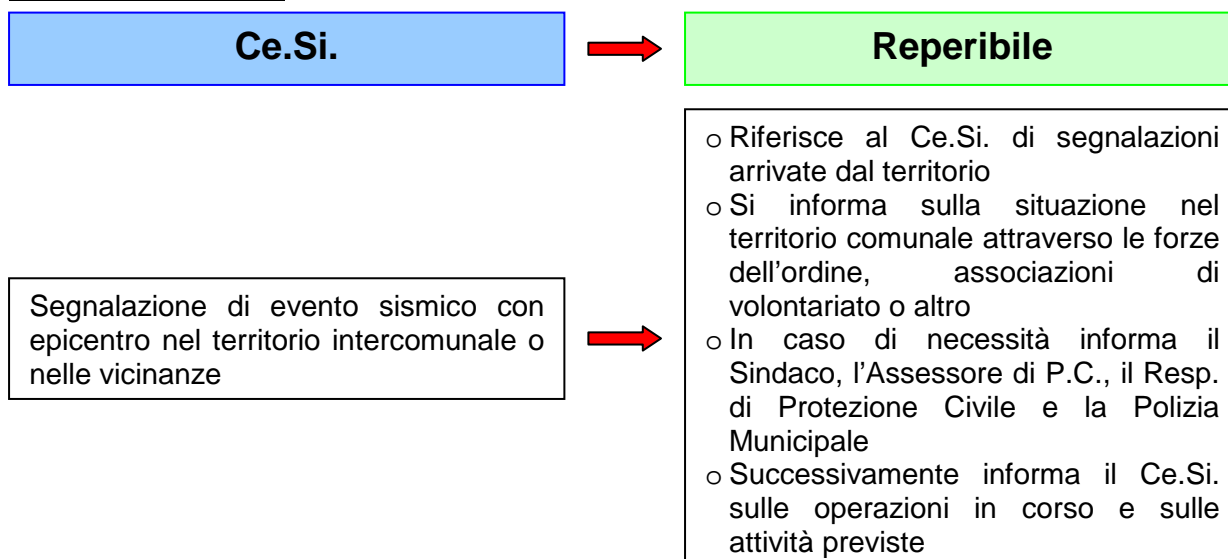 Ce.Si.
Reperibile
Segnalazione di evento sismico con
epicentro nel territorio intercomunale o
nelle vicinanze
o Riferisce al Ce.Si. di segnalazioni
arrivate dal territorio
o Si informa sulla situazione nel
territorio comunale attraverso le forze
dell’ordine, associazioni di
volontariato o altro
o In caso di necessità informa il
Sindaco, l’Assessore di P.C., il Resp.
di Protezione Civile e la Polizia
Municipale
o Successivamente informa il Ce.Si.
sulle operazioni in corso e sulle
attività previste